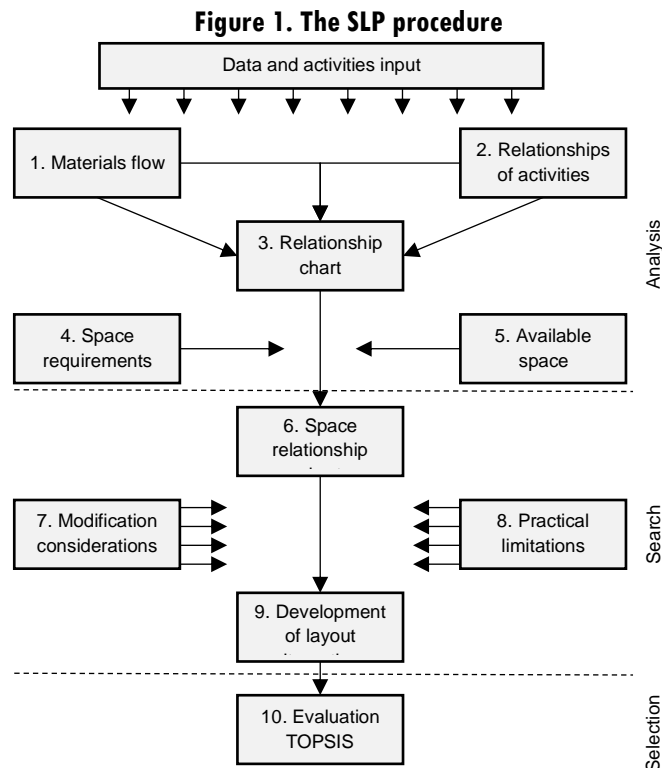 Figure 1. The SLP procedure
Data and activities input
1. Materials flow
2. Relationships
of activities
3. Relationship
chart
Analysis
4. Space
requirements
5. Available
space
6. Space
relationship
7. Modification
considerations
8. Practical
limitations
Search
9. Development
of layout
10. Evaluation
TOPSIS
Selection